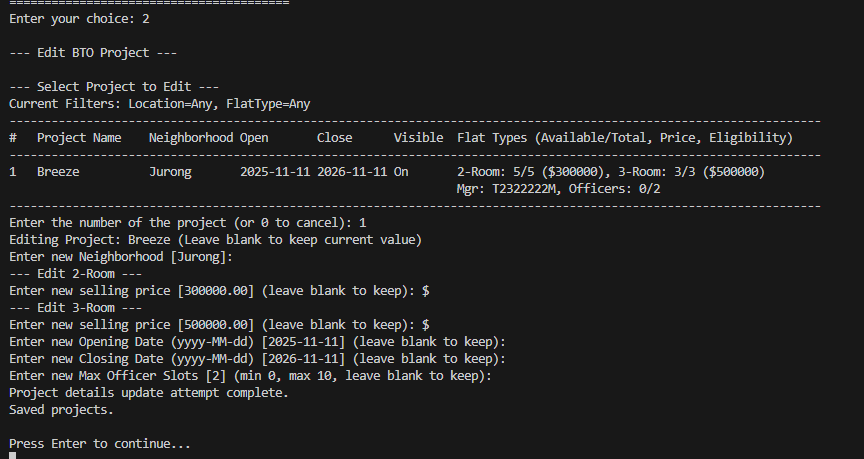 ========================================
Enter your choice: 2
--- Edit BTO Project ---
--- Select Project to Edit ---
Current Filters: Location=Any, FlatType=Any
--------------------------------------------------------------------------------------------------------------------
#   Project Name    Neighborhood Open       Close      Visible  Flat Types (Available/Total, Price, Eligibility)
--------------------------------------------------------------------------------------------------------------------
1   Breeze          Jurong       2025-11-11 2026-11-11 On       2-Room: 5/5 ($300000), 3-Room: 3/3 ($500000)
                                                                Mgr: T2322222M, Officers: 0/2
--------------------------------------------------------------------------------------------------------------------
Enter the number of the project (or 0 to cancel): 1
Editing Project: Breeze (Leave blank to keep current value)
Enter new Neighborhood [Jurong]:
--- Edit 2-Room ---
Enter new selling price [300000.00] (leave blank to keep): $
--- Edit 3-Room ---
Enter new selling price [500000.00] (leave blank to keep): $
Enter new Opening Date (yyyy-MM-dd) [2025-11-11] (leave blank to keep):
Enter new Closing Date (yyyy-MM-dd) [2026-11-11] (leave blank to keep):
Enter new Max Officer Slots [2] (min 0, max 10, leave blank to keep):
Project details update attempt complete.
Saved projects.
Press Enter to continue...